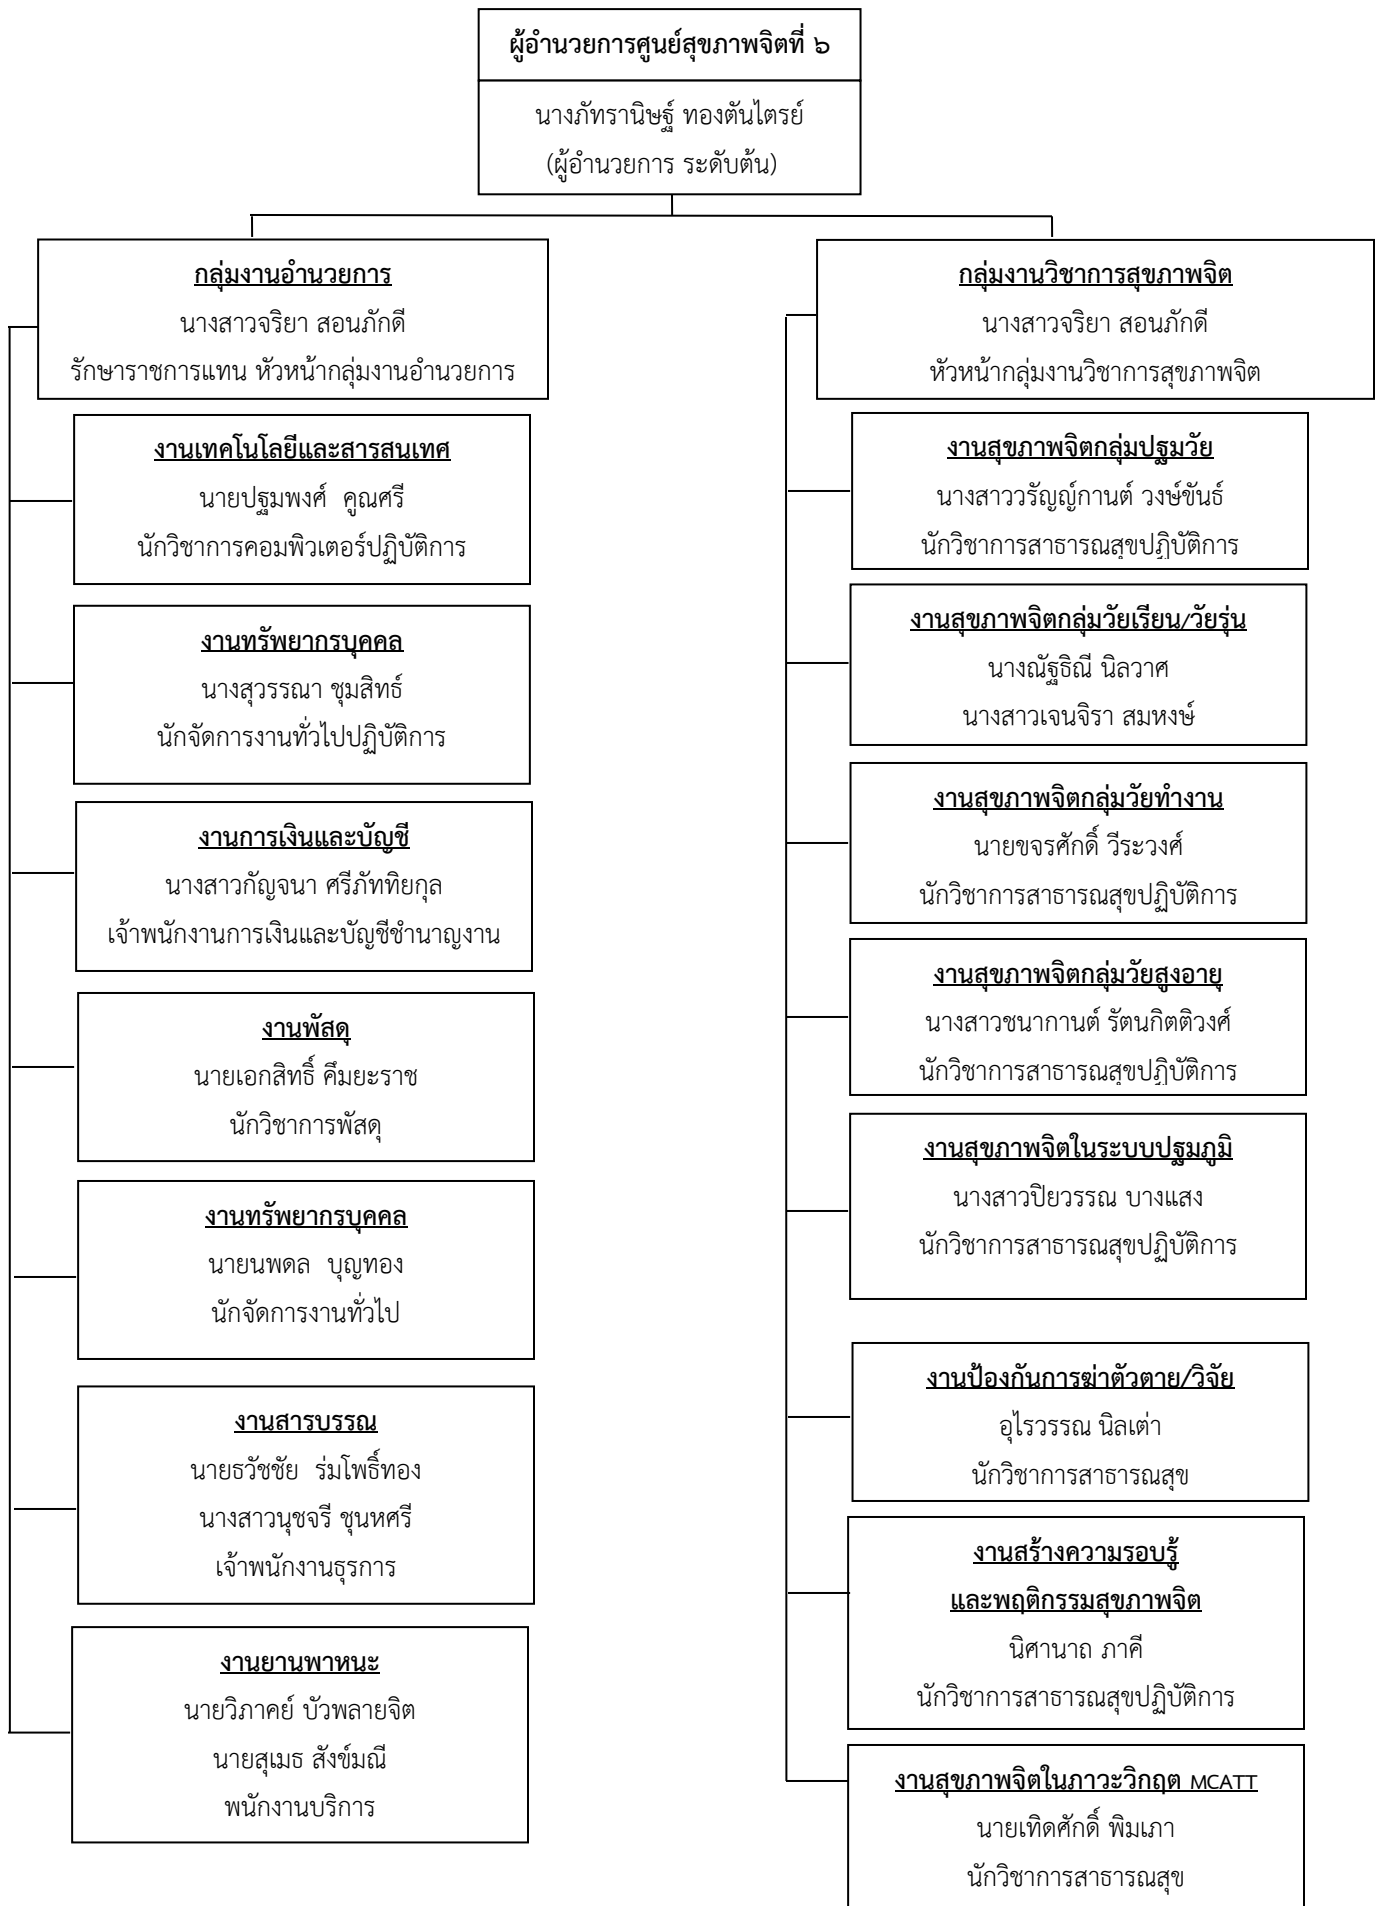 ผู้อำนวยการศูนย์สุขภาพจิตที่ ๖
นางภัทรานิษฐ์ ทองตันไตรย์
(ผู้อำนวยการ ระดับต้น)
กลุ่มงานอำนวยการ
นางสาวจริยา สอนภักดี
รักษาราชการแทน หัวหน้ากลุ่มงานอำนวยการ
งานเทคโนโลยีและสารสนเทศ
นายปฐมพงศ์  คูณศรี
นักวิชาการคอมพิวเตอร์ปฏิบัติการ
งานทรัพยากรบุคคล
นางสุวรรณา ชุมสิทธ์
นักจัดการงานทั่วไปปฏิบัติการ
งานการเงินและบัญชี
นางสาวกัญจนา ศรีภัททิยกุล
เจ้าพนักงานการเงินและบัญชีชำนาญงาน
งานพัสดุ
นายเอกสิทธิ์ คึมยะราช
นักวิชาการพัสดุ
งานทรัพยากรบุคคล
นายนพดล  บุญทอง
นักจัดการงานทั่วไป
งานสารบรรณ
นายธวัชชัย  ร่มโพธิ์ทอง
นางสาวนุชจรี ชุนหศรี
เจ้าพนักงานธุรการ
งานยานพาหนะ
นายวิภาคย์ บัวพลายจิต
นายสุเมธ สังข์มณี
พนักงานบริการ
กลุ่มงานวิชาการสุขภาพจิต
นางสาวจริยา สอนภักดี
หัวหน้ากลุ่มงานวิชาการสุขภาพจิต
งานสุขภาพจิตกลุ่มปฐมวัย
นางสาววรัญญ์กานต์ วงษ์ขันธ์
นักวิชาการสาธารณสุขปฏิบัติการ
งานสุขภาพจิตกลุ่มวัยเรียน/วัยรุ่น
นางณัฐธิณี นิลวาศ
นางสาวเจนจิรา สมหงษ์
งานสุขภาพจิตกลุ่มวัยทำงาน
นายขจรศักดิ์ วีระวงศ์
นักวิชาการสาธารณสุขปฏิบัติการ
งานสุขภาพจิตกลุ่มวัยสูงอายุ
นางสาวชนากานต์ รัตนกิตติวงศ์
นักวิชาการสาธารณสุขปฏิบัติการ
งานสุขภาพจิตในระบบปฐมภูมิ
นางสาวปิยวรรณ บางแสง
นักวิชาการสาธารณสุขปฏิบัติการ
งานป้องกันการฆ่าตัวตาย/วิจัย
อุไรวรรณ นิลเต่า
นักวิชาการสาธารณสุข
งานสร้างความรอบรู้
และพฤติกรรมสุขภาพจิต
นิศานาถ ภาคี
นักวิชาการสาธารณสุขปฏิบัติการ
งานสุขภาพจิตในภาวะวิกฤต MCATT
นายเทิดศักดิ์ พิมเภา
นักวิชาการสาธารณสุข